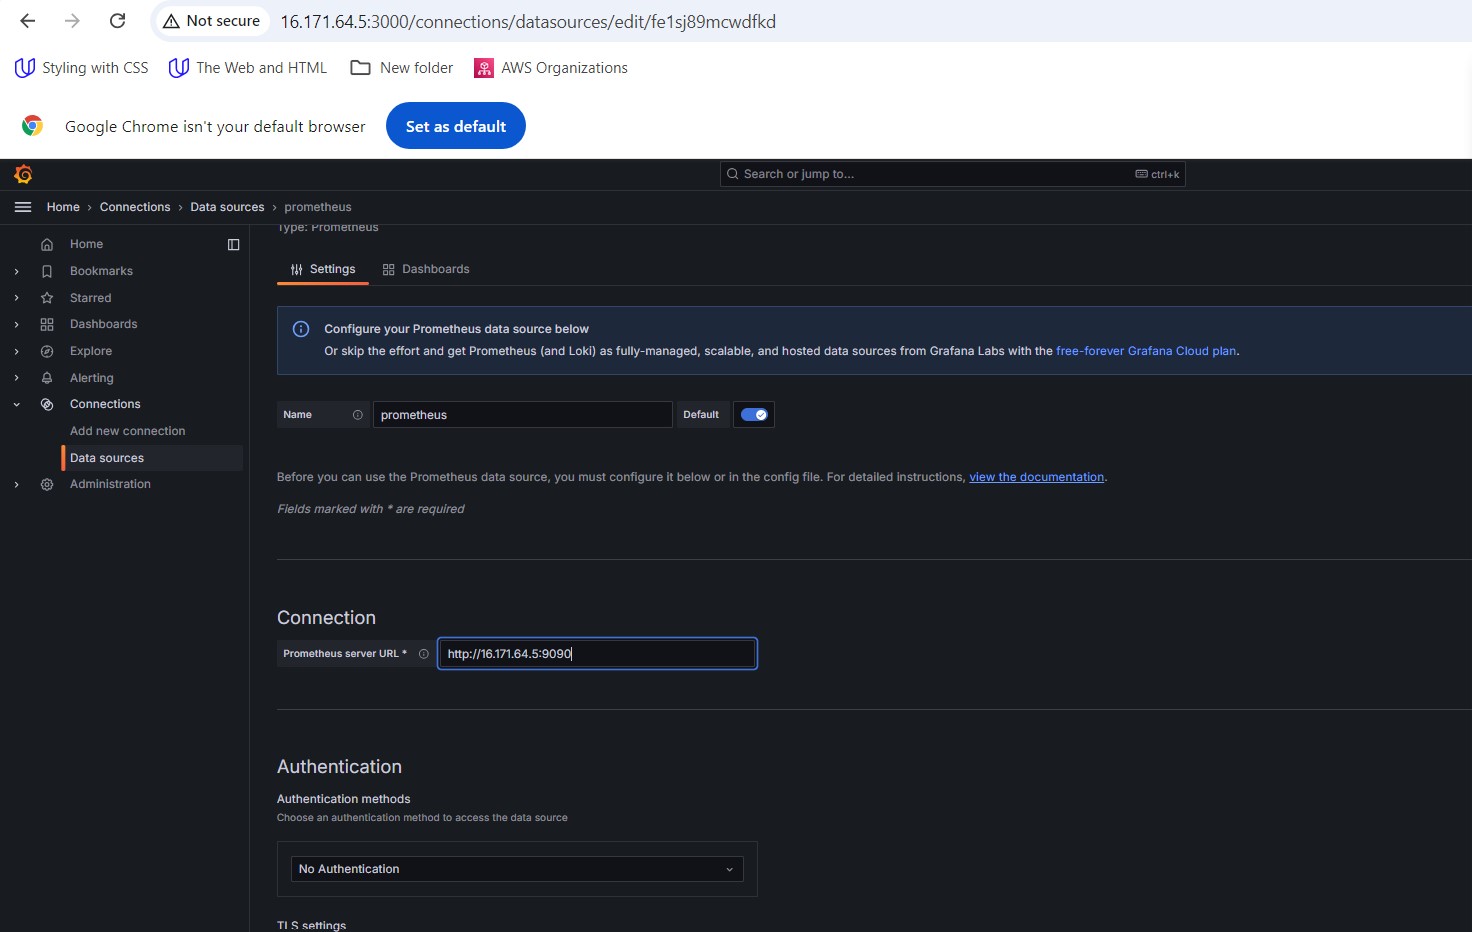 Not secure 16.171.64.5:3000/connections/datasources/edit/fe1sj89mcwdfkd
Styling with CSS The Web and HTML New folder AWS Organizations
Google Chrome isn't your default browser Set as default
Search or jump to... ctrl+k
Home › Connections › Data sources › prometheus
Home
Bookmarks
Starred
Dashboards
Explore
Alerting
Connections
Add new connection
Data sources
Administration
Type: Prometheus
Settings Dashboards
Configure your Prometheus data source below
Or skip the effort and get Prometheus (and Loki) as fully-managed, scalable, and hosted data sources from Grafana Labs with the free-forever Grafana Cloud plan.
Name prometheus Default
Before you can use the Prometheus data source, you must configure it below or in the config file. For detailed instructions, view the documentation.
Fields marked with * are required
Connection
Prometheus server URL * http://16.171.64.5:9090
Authentication
Authentication methods
Choose an authentication method to access the data source
No Authentication
TLS settings